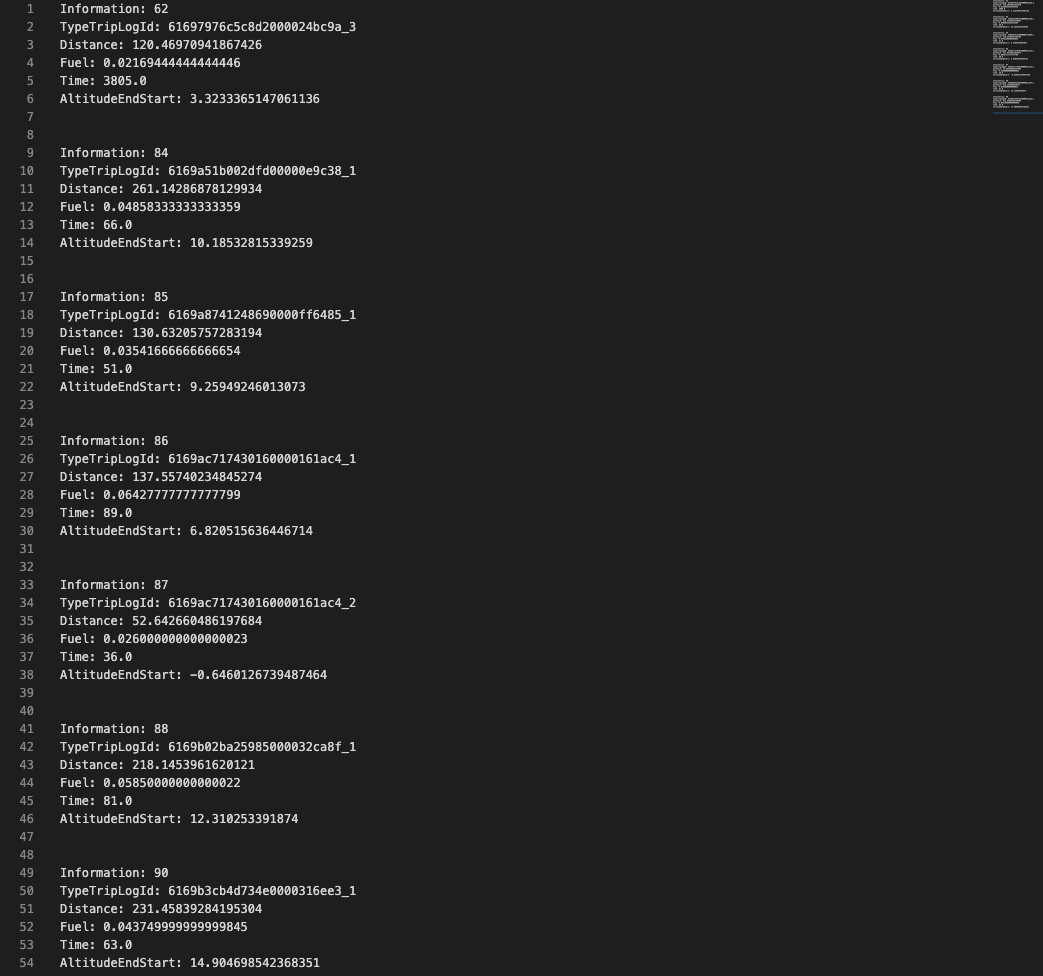 1 Information: 62
2 TypeTripLogId: 61697976c5c8d2000024bc9a_3
3 Distance: 120.46970941867426
4 Fuel: 0.02169444444444446
5 Time: 3805.0
6 AltitudeEndStart: 3.3233365147061136
7
8
9 Information: 84
10 TypeTripLogId: 6169a51b002dfd00000e9c38_1
11 Distance: 261.14286878129934
12 Fuel: 0.04858333333333359
13 Time: 66.0
14 AltitudeEndStart: 10.18532815339259
15
16
17 Information: 85
18 TypeTripLogId: 6169a8741248690000ff6485_1
19 Distance: 130.63205757283194
20 Fuel: 0.03541666666666654
21 Time: 51.0
22 AltitudeEndStart: 9.25949246013073
23
24
25 Information: 86
26 TypeTripLogId: 6169ac717430160000161ac4_1
27 Distance: 137.55740234845274
28 Fuel: 0.06427777777777799
29 Time: 89.0
30 AltitudeEndStart: 6.820515636446714
31
32
33 Information: 87
34 TypeTripLogId: 6169ac717430160000161ac4_2
35 Distance: 52.642660486197684
36 Fuel: 0.026000000000000023
37 Time: 36.0
38 AltitudeEndStart: -0.6460126739487464
39
40
41 Information: 88
42 TypeTripLogId: 6169b02ba25985000032ca8f_1
43 Distance: 218.1453961620121
44 Fuel: 0.05850000000000022
45 Time: 81.0
46 AltitudeEndStart: 12.310253391874
47
48
49 Information: 90
50 TypeTripLogId: 6169b3cb4d734e0000316ee3_1
51 Distance: 231.45839284195304
52 Fuel: 0.043749999999999845
53 Time: 63.0
54 AltitudeEndStart: 14.904698542368351